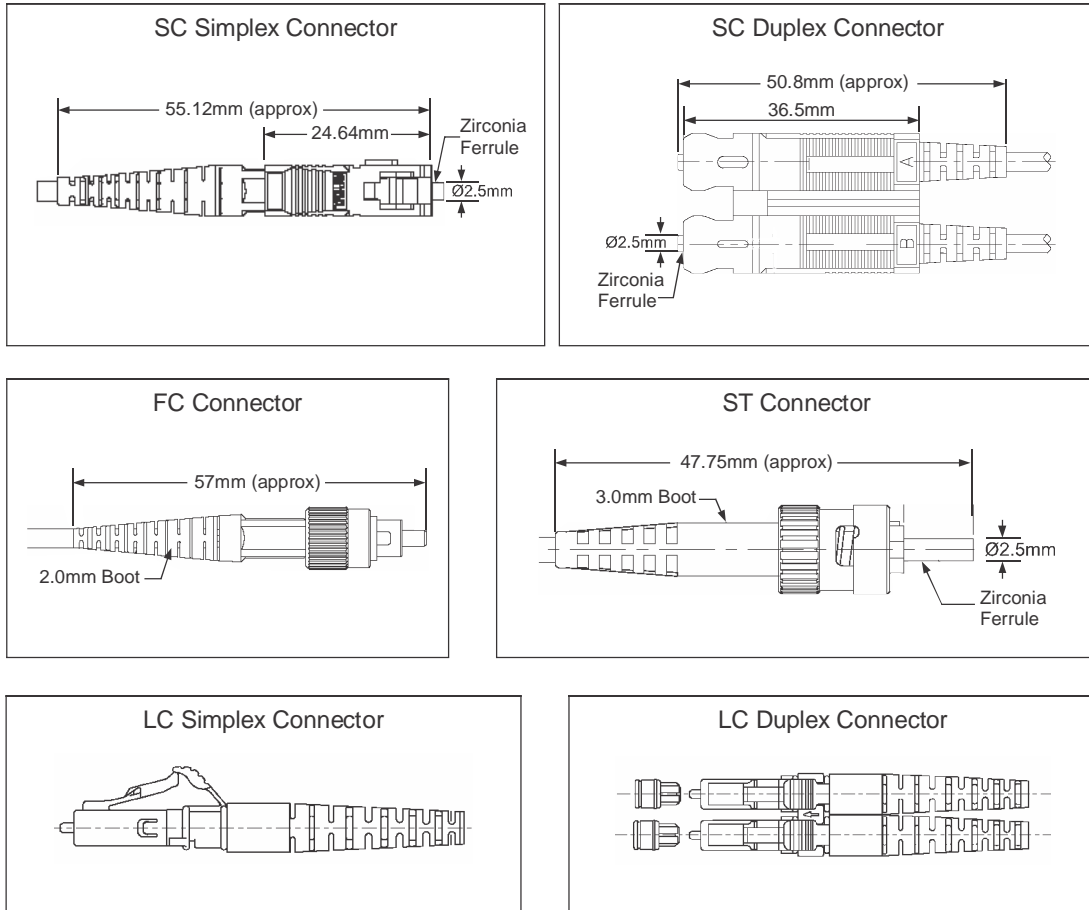 SC Simplex Connector
55.12mm (approx)
24.64mm
Zirconia
Ferrule
Ø2.5mm
SC Duplex Connector
50.8mm (approx)
36.5mm
A
B
Ø2.5mm
Zirconia
Ferrule
FC Connector
57mm (approx)
2.0mm Boot
ST Connector
47.75mm (approx)
3.0mm Boot
Ø2.5mm
Zirconia
Ferrule
LC Simplex Connector
LC Duplex Connector